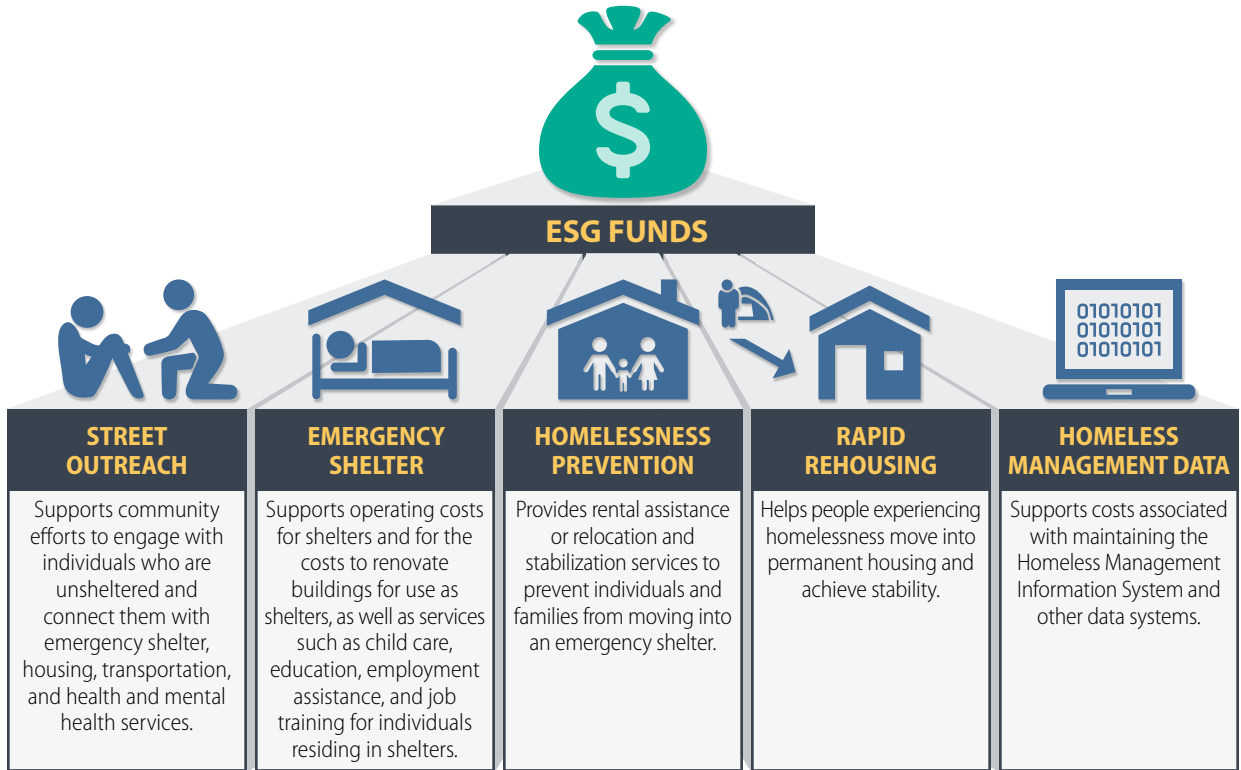 $
ESG FUNDS
01010101
01010101
01010101
STREET
OUTREACH
Supports community
efforts to engage with
individuals who are
unsheltered and
connect them with
emergency shelter,
housing, transportation,
and health and mental
health services.
EMERGENCY
SHELTER
Supports operating costs
for shelters and for the
costs to renovate
buildings for use as
shelters, as well as services
such as child care,
education, employment
assistance, and job
training for individuals
residing in shelters.
HOMELESSNESS
PREVENTION
Provides rental assistance
or relocation and
stabilization services to
prevent individuals and
families from moving into
an emergency shelter.
RAPID
REHOUSING
Helps people experiencing
homelessness move into
permanent housing and
achieve stability.
HOMELESS
MANAGEMENT DATA
Supports costs associated
with maintaining the
Homeless Management
Information System and
other data systems.